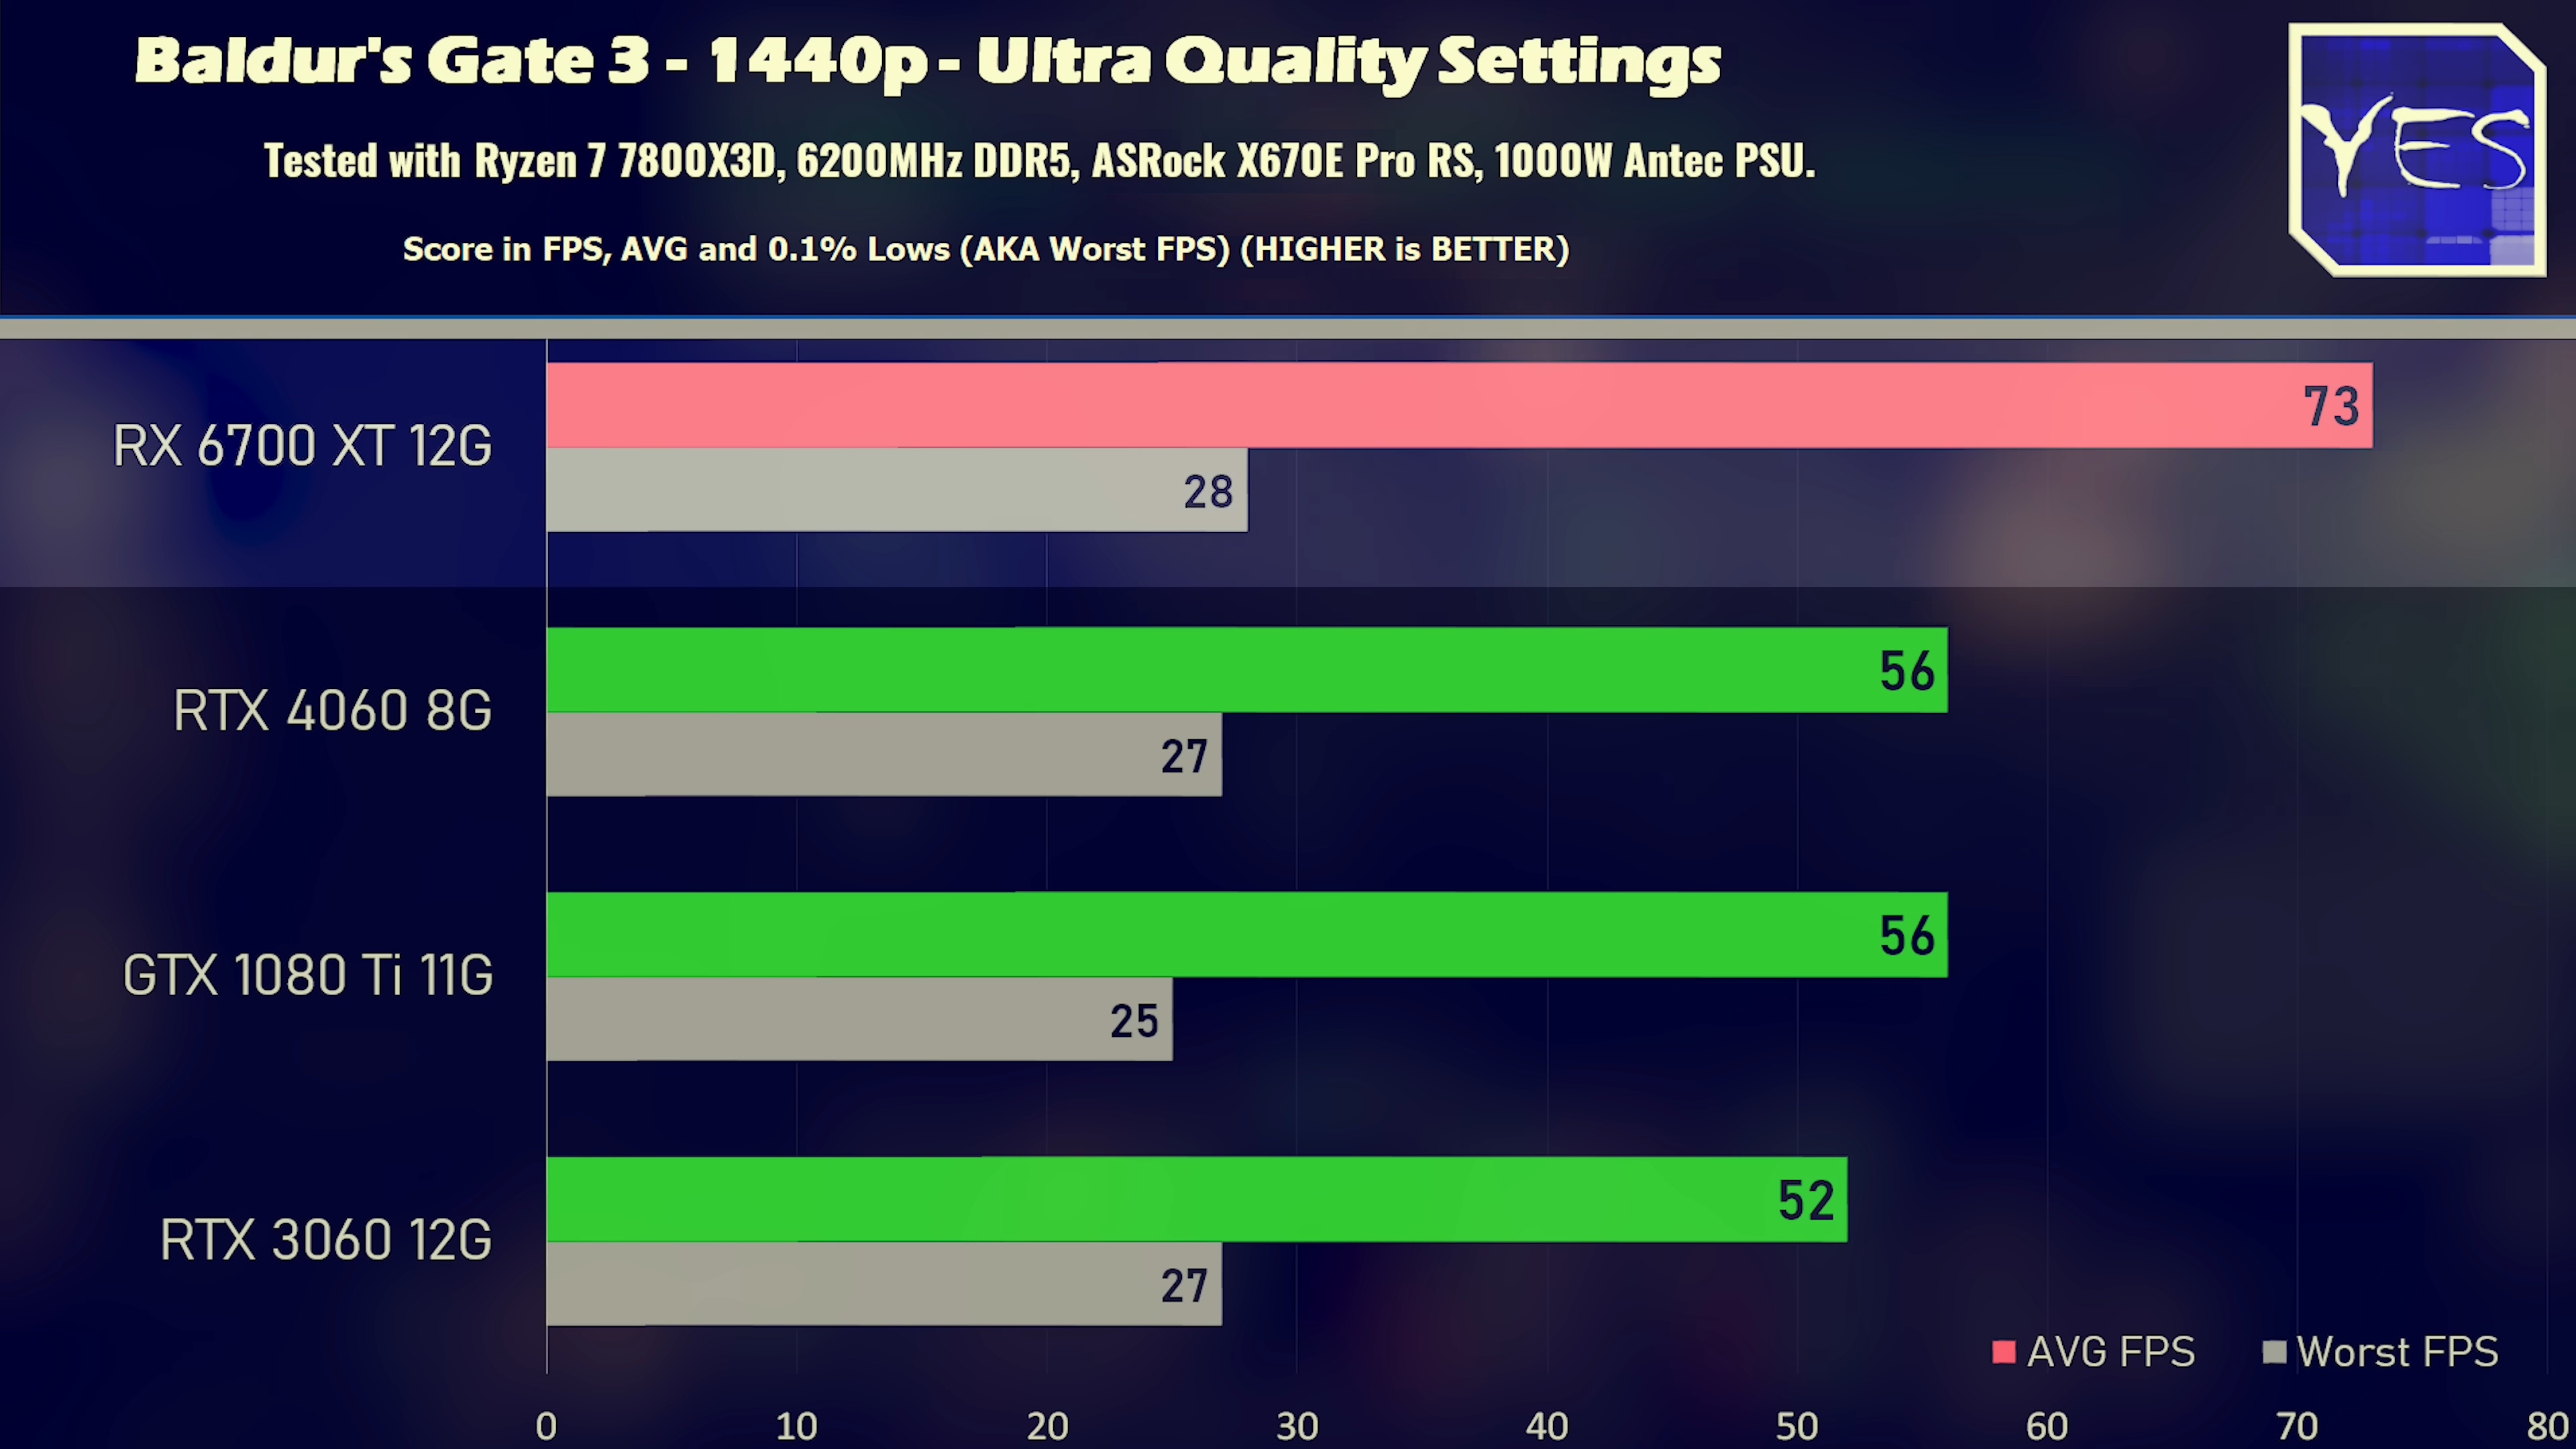 Baldur's Gate 3 - 1440p - Ultra Quality Settings
YES
Tested with Ryzen 7 7800X3D, 6200MHz DDR5, ASRock X670E Pro RS, 1000W Antec PSU.
Score in FPS, AVG and 0.1% Lows (AKA Worst FPS) (HIGHER is BETTER)
RX 6700 XT 12G
73
28
RTX 4060 8G
56
27
GTX 1080 Ti 11G
56
25
RTX 3060 12G
52
27
AVG FPS Worst FPS
0 10 20 30 40 50 60 70 80